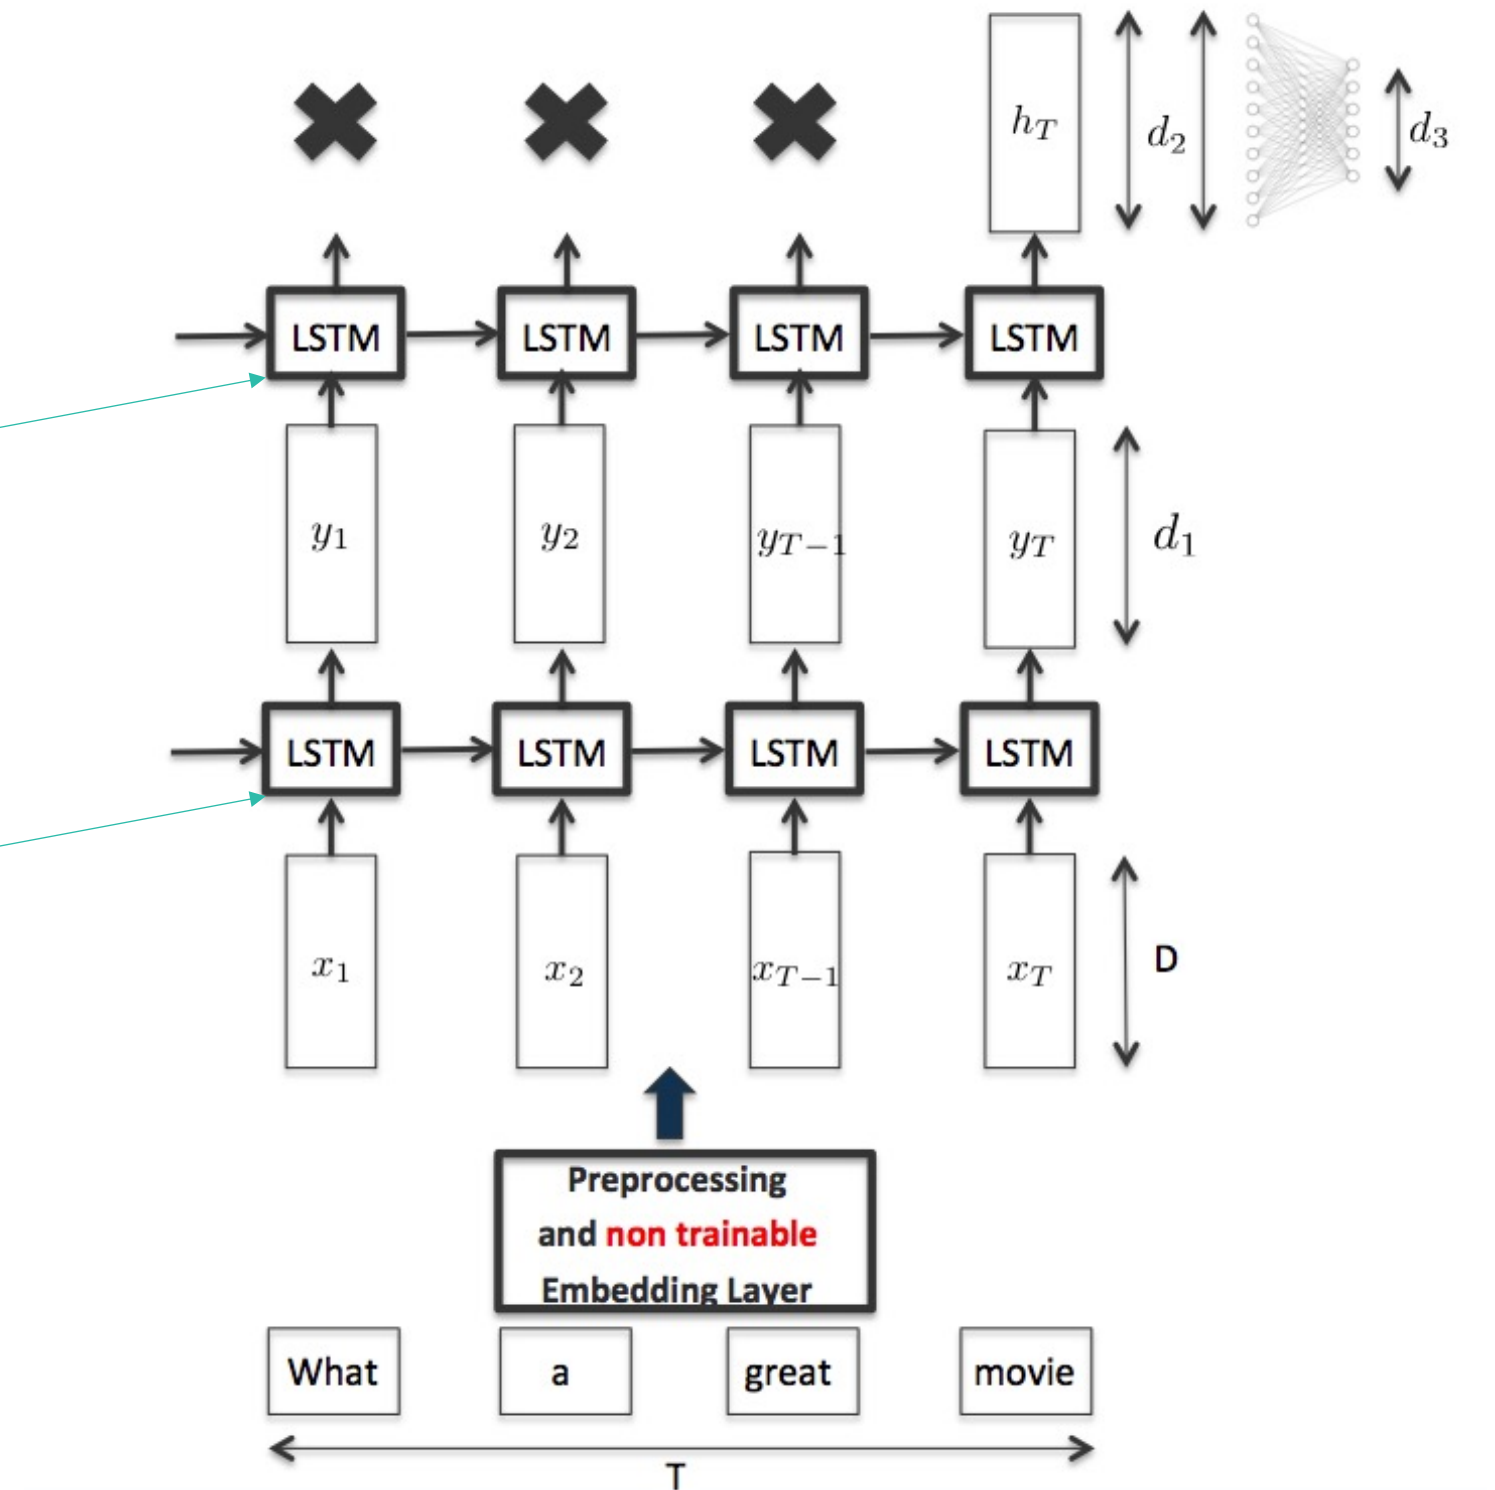 h_T
d_2
d_3
LSTM LSTM LSTM LSTM
y_1 y_2 y_{T-1} y_T
d_1
LSTM LSTM LSTM LSTM
x_1 x_2 x_{T-1} x_T
D
Preprocessing
and non trainable
Embedding Layer
What a great movie
T